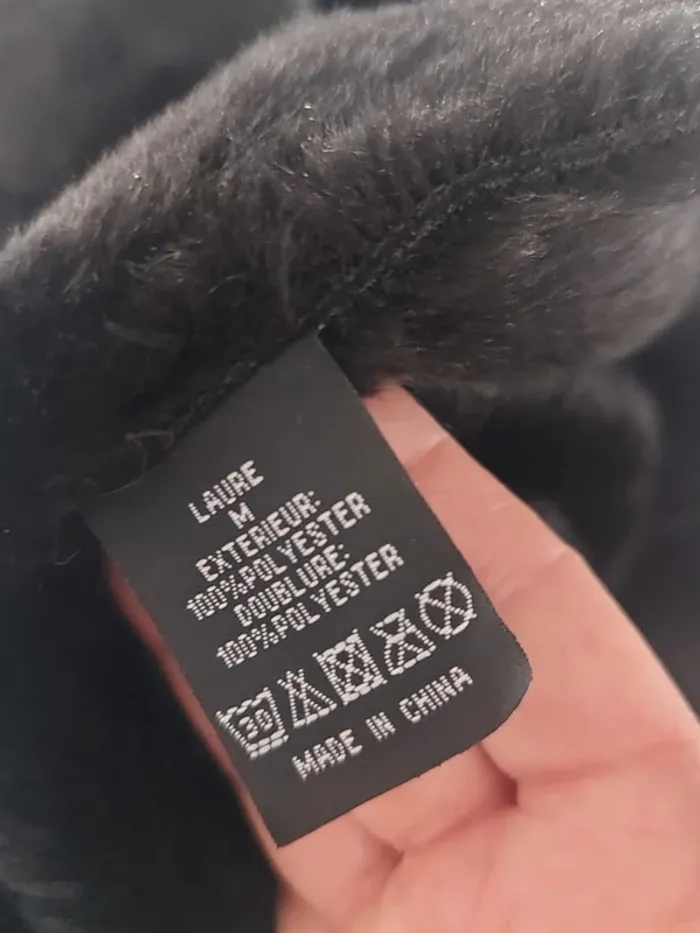 LAURE
M
EXTERIEUR:
100%POLYESTER
DOUBLURE:
100%POLYESTER
30
MADE IN CHINA